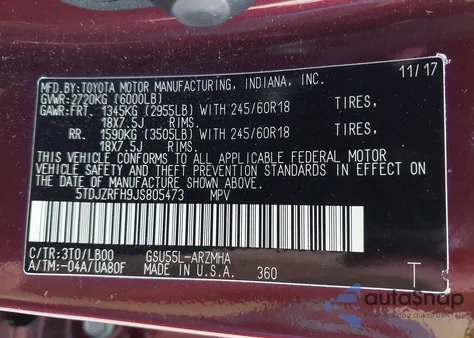 MFD.BY:TOYOTA MOTOR MANUFACTURING, INDIANA, INC.
11/17
GVWR:2720KG (6000LB)
GAWR:FRT. 1345KG (2955LB) WITH 245/60R18 TIRES,
18X7.5J RIMS.
RR. 1590KG (3505LB) WITH 245/60R18 TIRES,
18X7.5J RIMS.
THIS VEHICLE CONFORMS TO ALL APPLICABLE FEDERAL MOTOR
VEHICLE SAFETY AND THEFT PREVENTION STANDARDS IN EFFECT ON
THE DATE OF MANUFACTURE SHOWN ABOVE.
5TDJZRFH9JS805473 MPV
C/TR:3T0/LB00 GSU55L-ARZMHA
A/TM:-04A/UA80F MADE IN U.S.A. 360
T
autoSnap